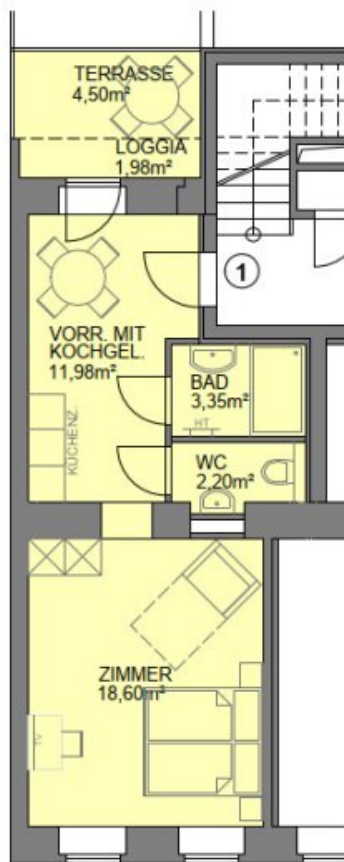 TERRASSE
4,50m²
LOGGIA
1,98m²
1
VORR. MIT
KOCHGEL.
11,98m²
BAD
3,35m²
HT
KÜCHENZ.
WC
2,20m²
ZIMMER
18,60m²
TV